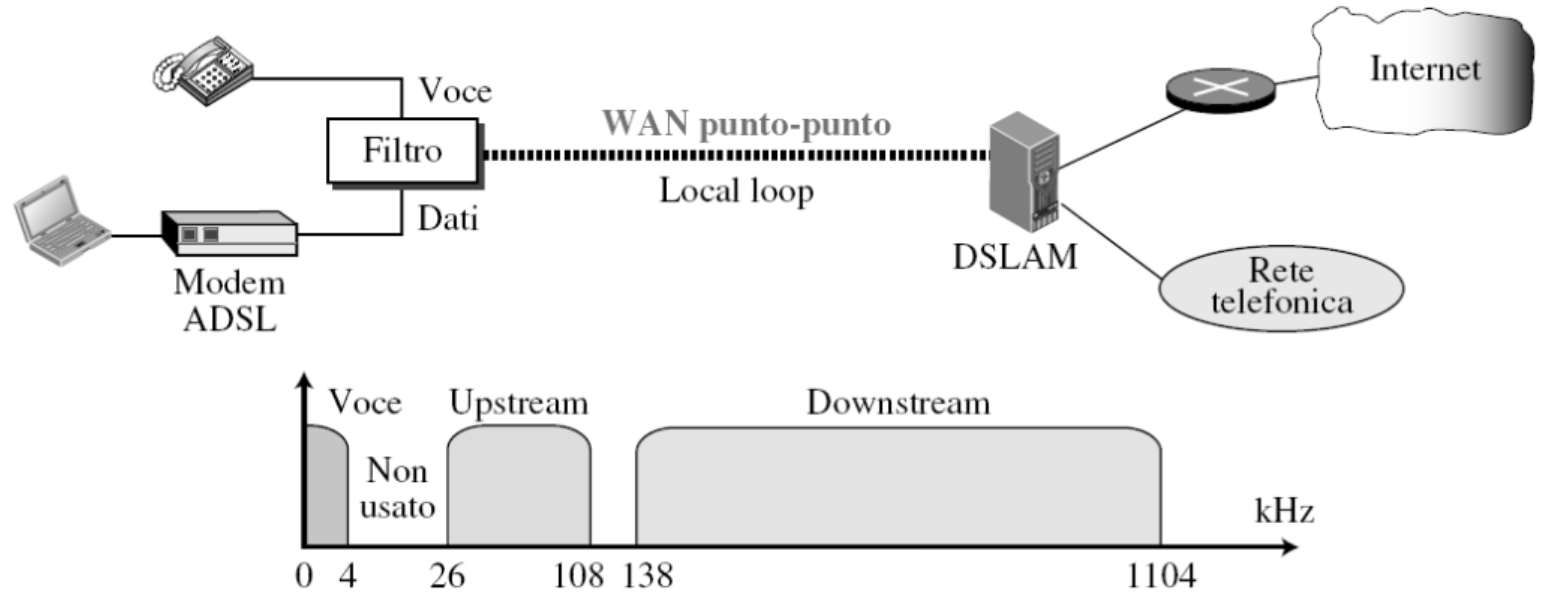 Voce
Filtro
Dati
Modem
ADSL
WAN punto-punto
Local loop
DSLAM
Internet
Rete
telefonica
Voce Upstream Downstream
Non
usato
kHz
0 4 26 108 138 1104